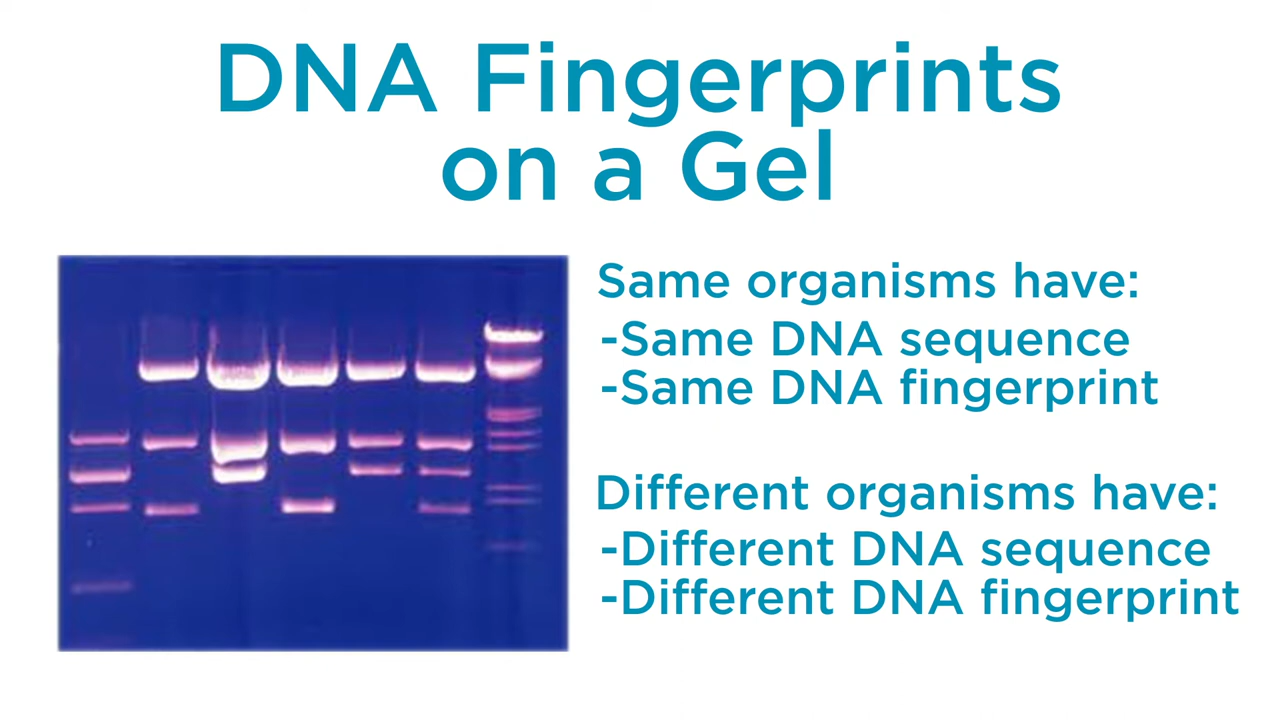 DNA Fingerprints
on a Gel
Same organisms have:
-Same DNA sequence
-Same DNA fingerprint
Different organisms have:
-Different DNA sequence
-Different DNA fingerprint